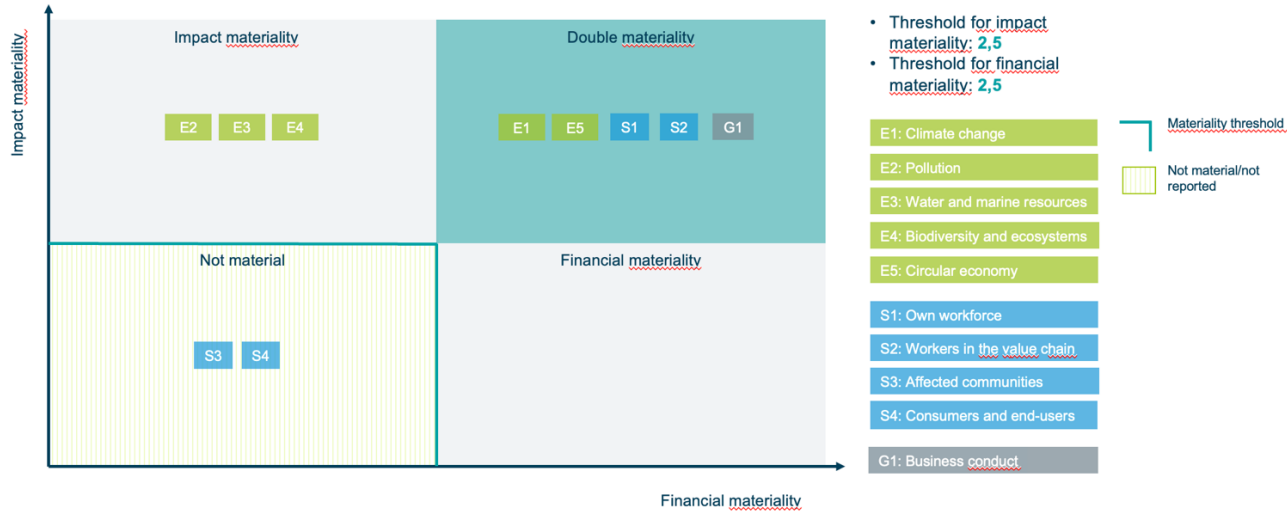 Impact materiality
Impact materiality
Double materiality
E2
E3
E4
E1
E5
S1
S2
G1
Not material
Financial materiality
S3
S4
Financial materiality
• Threshold for impact
materiality: 2,5
• Threshold for financial
materiality: 2,5
E1: Climate change
E2: Pollution
E3: Water and marine resources
E4: Biodiversity and ecosystems
E5: Circular economy
S1: Own workforce
S2: Workers in the value chain
S3: Affected communities
S4: Consumers and end-users
G1: Business conduct
Materiality threshold
Not material/not
reported